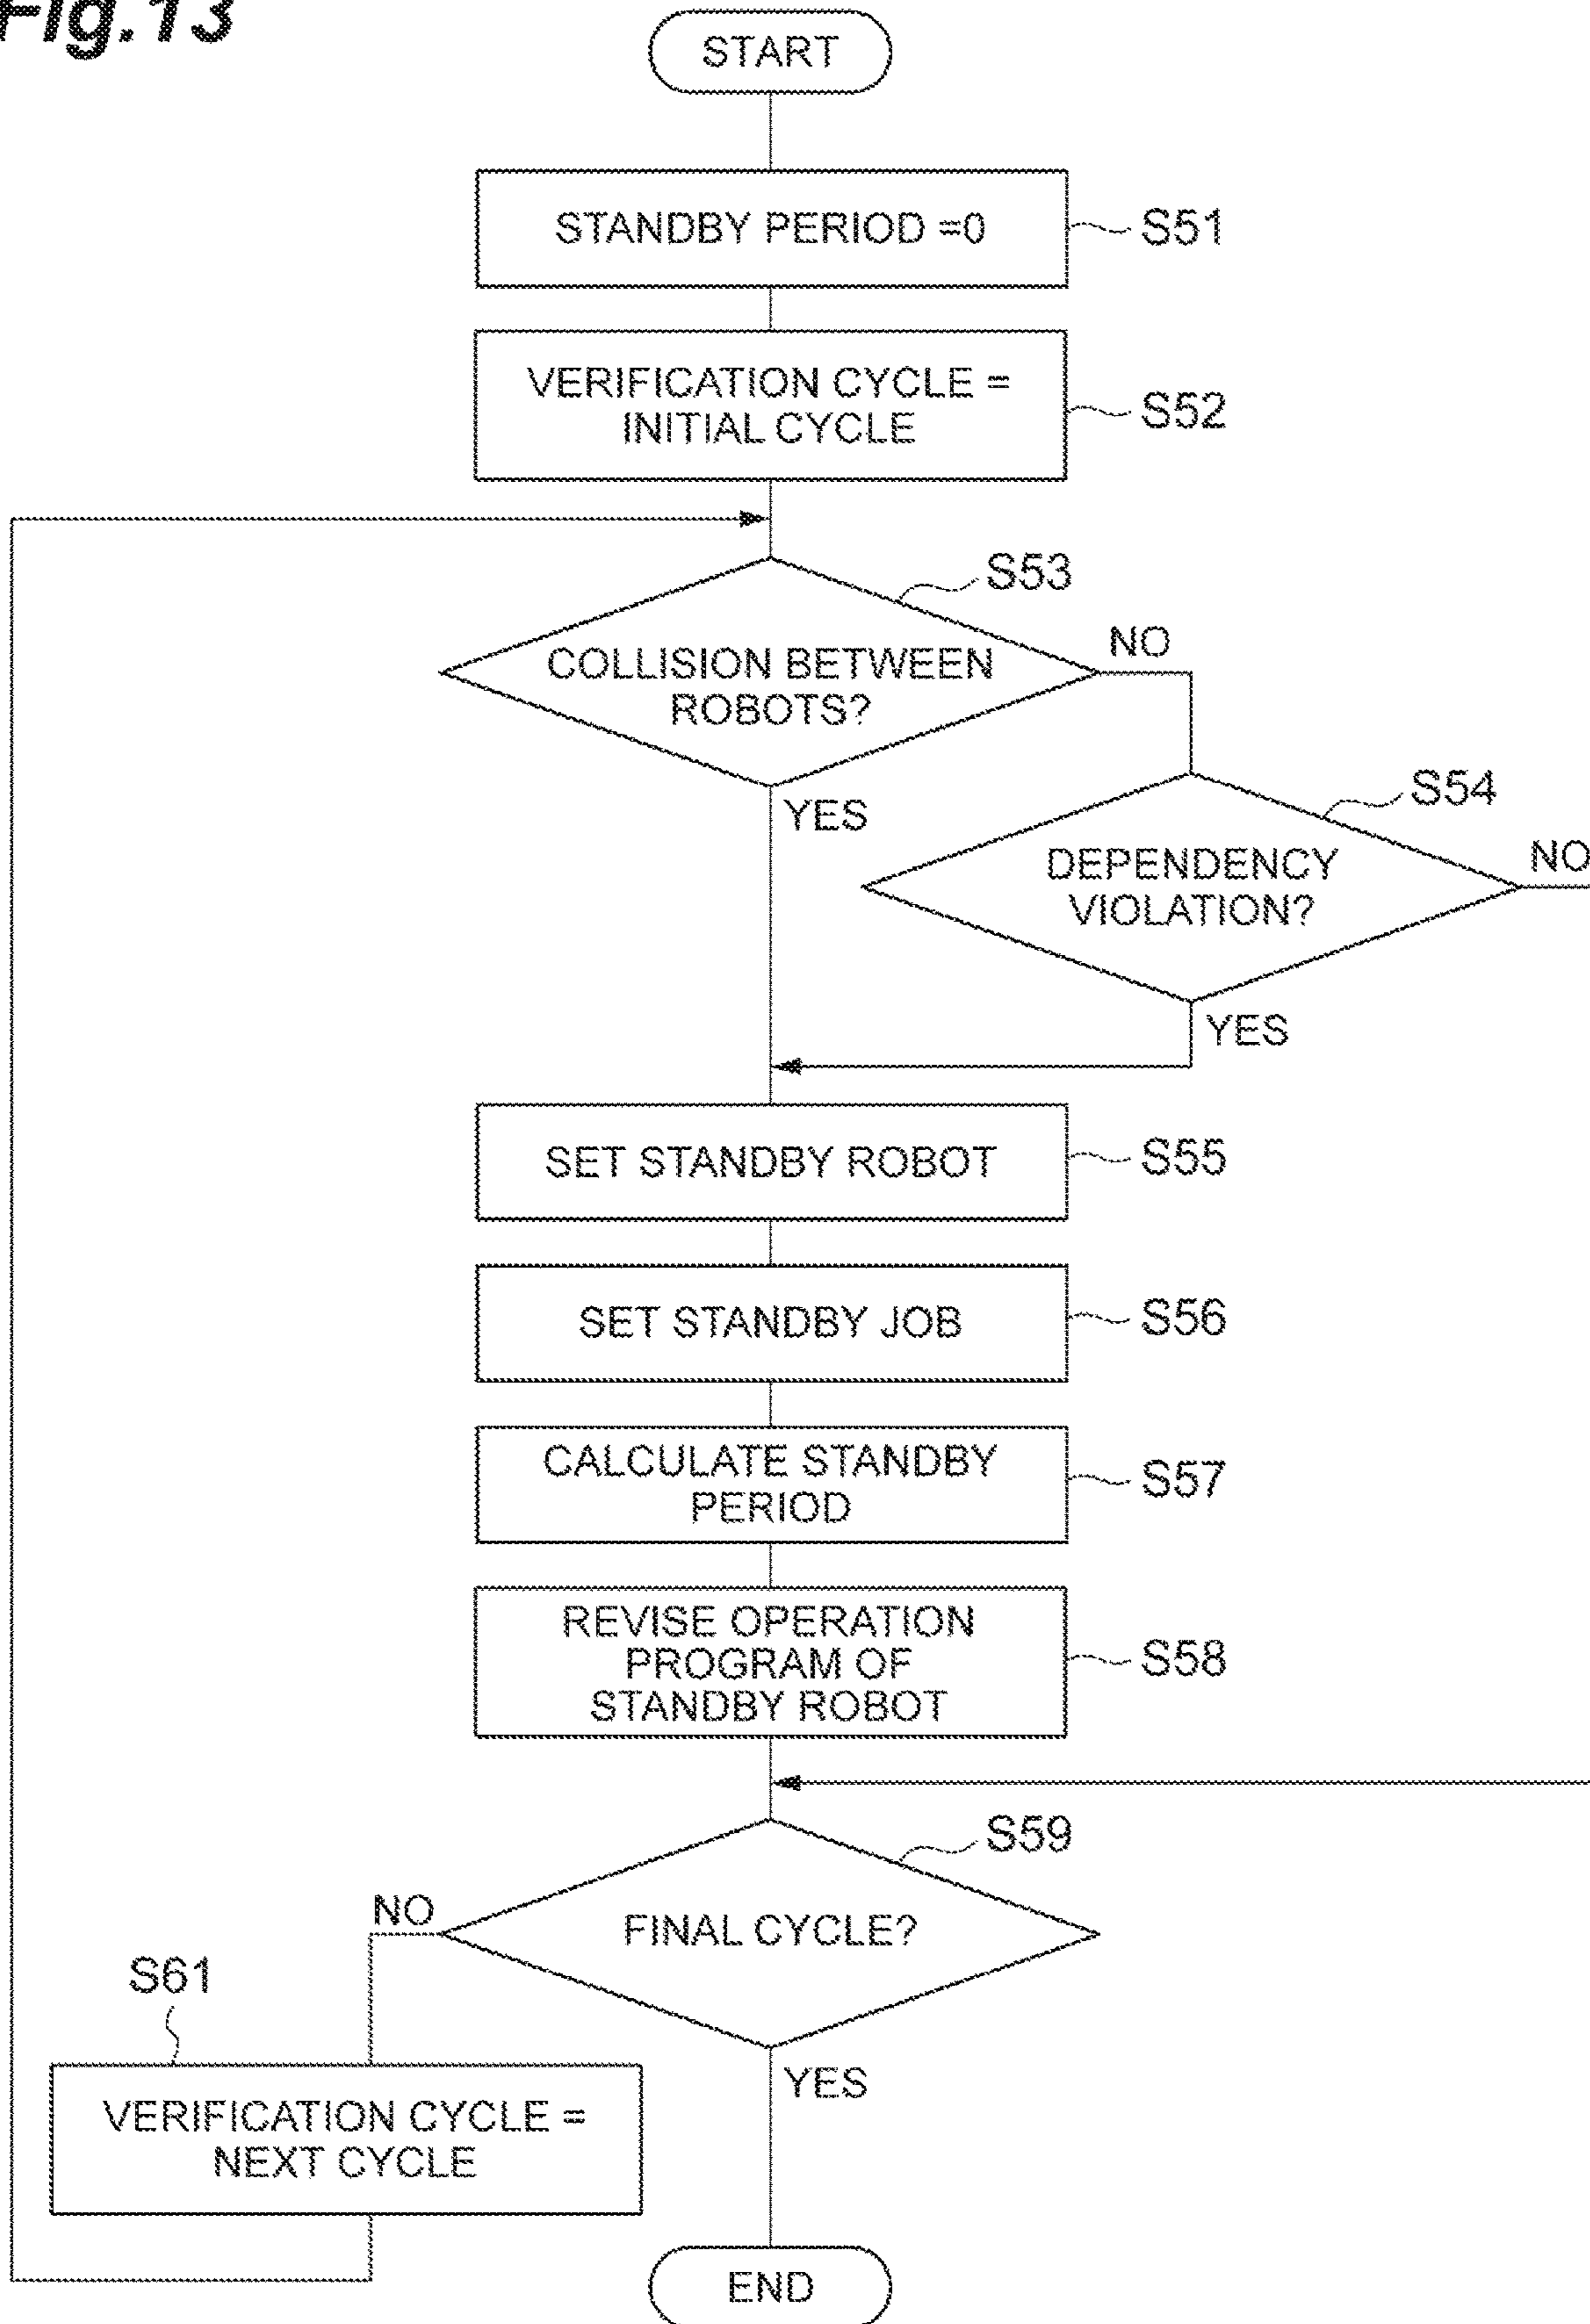 Fig.13
START
STANDBY PERIOD =0
S51
VERIFICATION CYCLE =
INITIAL CYCLE
S52
S53
COLLISION BETWEEN
ROBOTS?
NO
YES
S54
DEPENDENCY
VIOLATION?
NO
YES
SET STANDBY ROBOT
S55
SET STANDBY JOB
S56
CALCULATE STANDBY
PERIOD
S57
REVISE OPERATION
PROGRAM OF
STANDBY ROBOT
S58
S59
FINAL CYCLE?
NO
YES
S61
VERIFICATION CYCLE =
NEXT CYCLE
END